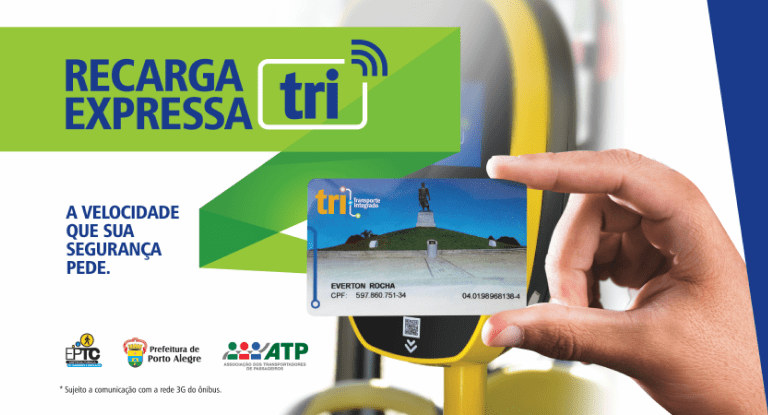 RECARGA
EXPRESSA
tri
A VELOCIDADE
QUE SUA
SEGURANÇA
PEDE.
tri
Transporte
Integrado
EVERTON ROCHA
CPF: 597.860.751-34
04.0198968138-4
EPTC
Prefeitura de
Porto Alegre
ATP
ASSOCIAÇÃO DOS TRANSPORTADORES
DE PASSAGEIROS
* Sujeito a comunicação com a rede 3G do ônibus.